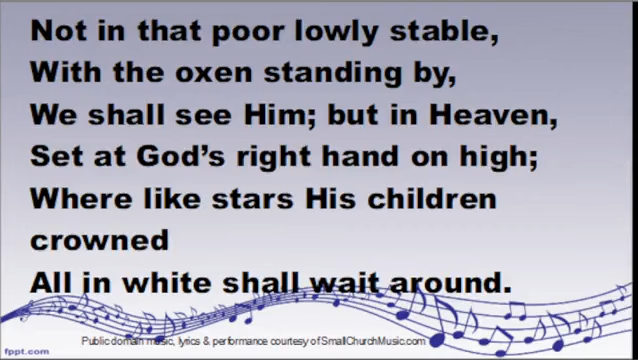 Not in that poor lowly stable,
With the oxen standing by,
We shall see Him; but in Heaven,
Set at God’s right hand on high;
Where like stars His children
crowned
All in white shall wait around.
Public domain music, lyrics & performance courtesy of SmallChurchMusic.com
fppt.com